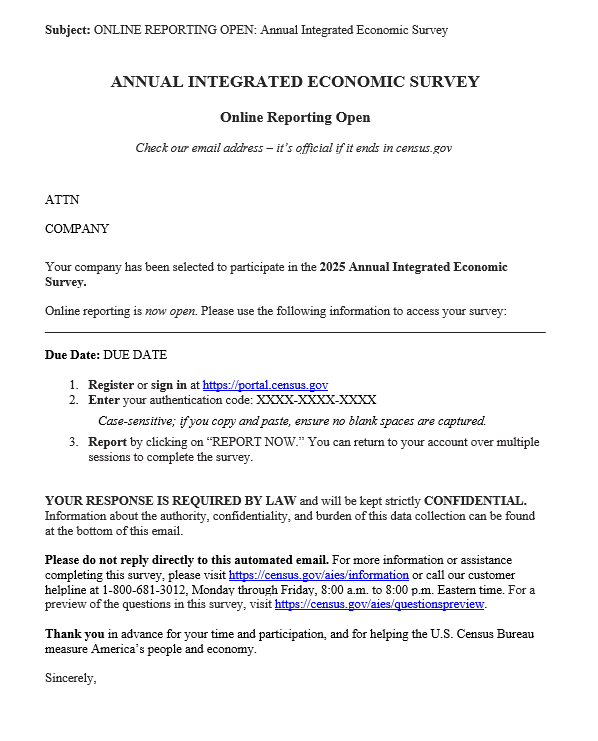 Subject: ONLINE REPORTING OPEN: Annual Integrated Economic Survey
ANNUAL INTEGRATED ECONOMIC SURVEY
Online Reporting Open
Check our email address – it's official if it ends in census.gov
ATTN
COMPANY
Your company has been selected to participate in the 2025 Annual Integrated Economic
Survey.
Online reporting is now open. Please use the following information to access your survey:
Due Date: DUE DATE
1. Register or sign in at https://portal.census.gov
2. Enter your authentication code: XXXX-XXXX-XXXX
Case-sensitive; if you copy and paste, ensure no blank spaces are captured.
3. Report by clicking on “REPORT NOW.” You can return to your account over multiple
sessions to complete the survey.
YOUR RESPONSE IS REQUIRED BY LAW and will be kept strictly CONFIDENTIAL.
Information about the authority, confidentiality, and burden of this data collection can be found
at the bottom of this email.
Please do not reply directly to this automated email. For more information or assistance
completing this survey, please visit https://census.gov/aies/information or call our customer
helpline at 1-800-681-3012, Monday through Friday, 8:00 a.m. to 8:00 p.m. Eastern time. For a
preview of the questions in this survey, visit https://census.gov/aies/questionspreview.
Thank you in advance for your time and participation, and for helping the U.S. Census Bureau
measure America's people and economy.
Sincerely,